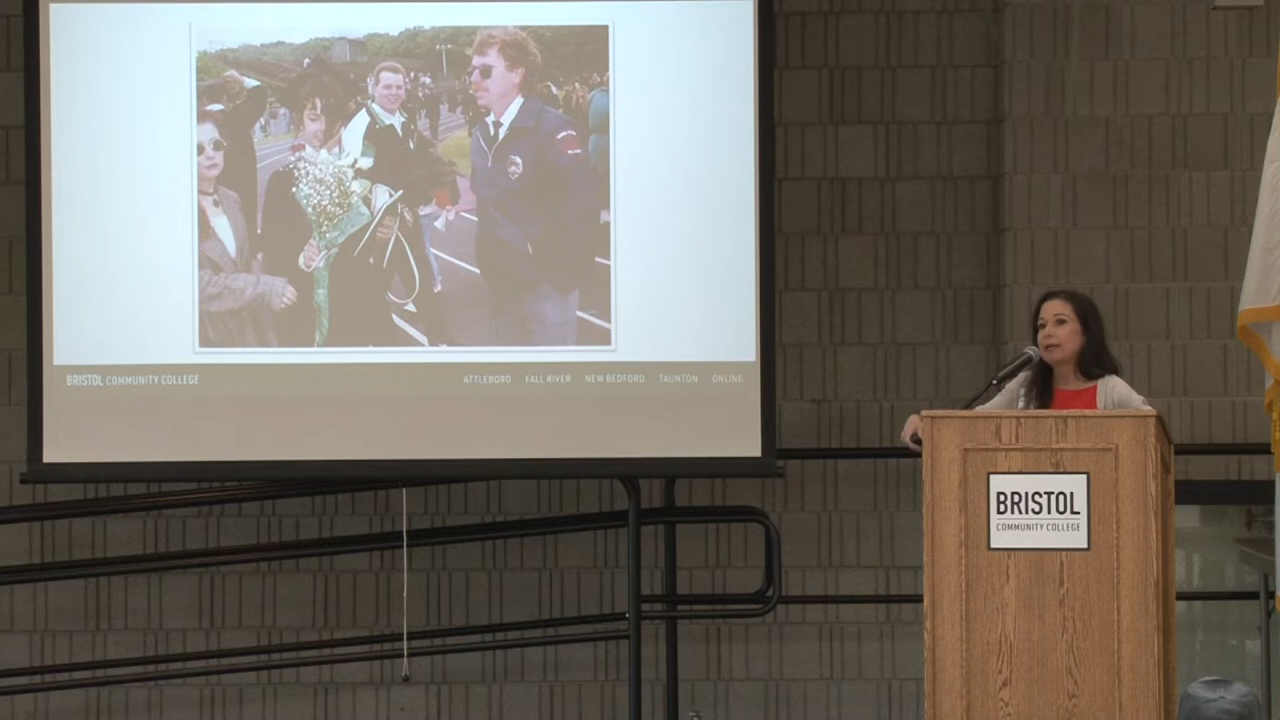 BRISTOL COMMUNITY COLLEGE
ATTLEBORO FALL RIVER NEW BEDFORD TAUNTON ONLINE
BRISTOL
COMMUNITY COLLEGE